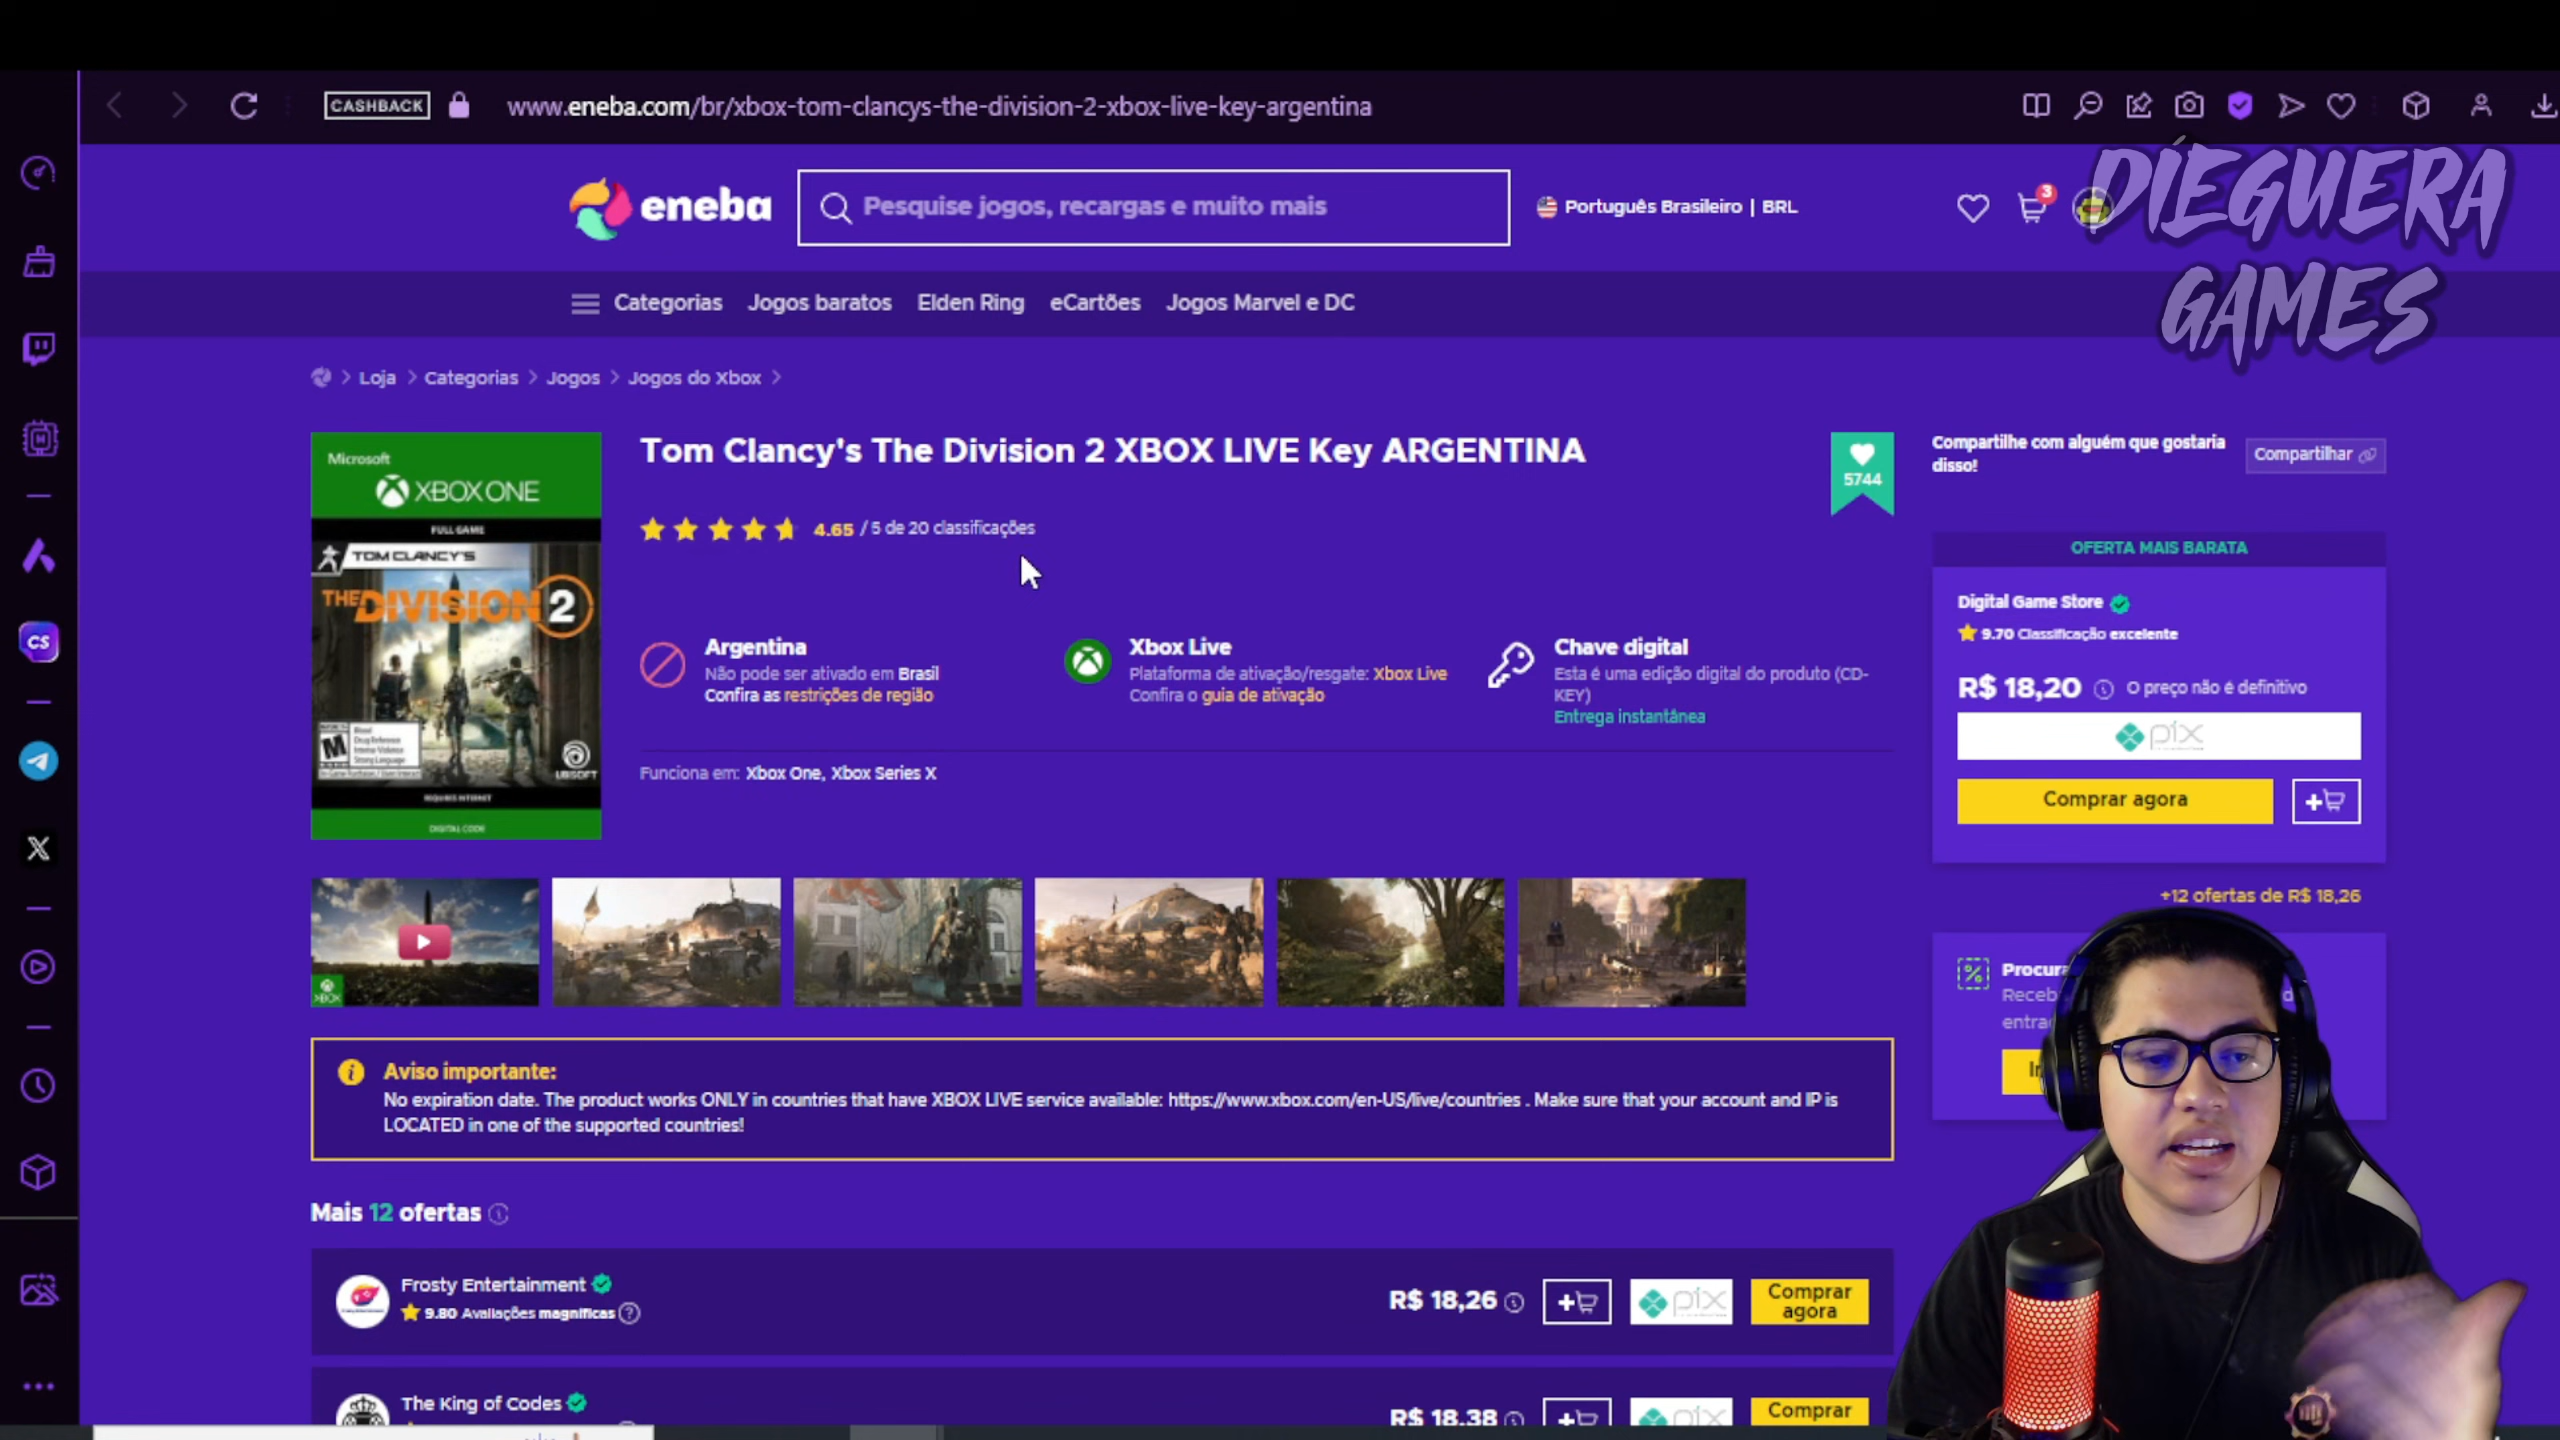 CASHBACK
www.eneba.com/br/xbox-tom-clancys-the-division-2-xbox-live-key-argentina
DIEGUERA
GAMES
eneba
Pesquise jogos, recargas e muito mais
Português Brasileiro | BRL
3
Categorias
Jogos baratos
Elden Ring
eCartões
Jogos Marvel e DC
Loja
Categorias
Jogos
Jogos do Xbox
Microsoft
XBOX ONE
FULL GAME
TOM CLANCY'S
THE DIVISION 2
M
UBISOFT
REQUIRES INTERNET
DIGITAL CODE
Tom Clancy's The Division 2 XBOX LIVE Key ARGENTINA
4.65 / 5 de 20 classificações
5744
Argentina
Não pode ser ativado em Brasil
Confira as restrições de região
Xbox Live
Plataforma de ativação/resgate: Xbox Live
Confira o guia de ativação
Chave digital
Esta é uma edição digital do produto (CD-
KEY)
Entrega instantânea
Funciona em: Xbox One, Xbox Series X
Compartilhe com alguém que gostaria
disso!
Compartilhar
OFERTA MAIS BARATA
Digital Game Store
9.70 Classificação excelente
R$ 18,20
O preço não é definitivo
pix
Comprar agora
+12 ofertas de R$ 18,26
CS
XBOX
Aviso importante:
No expiration date. The product works ONLY in countries that have XBOX LIVE service available: https://www.xbox.com/en-US/live/countries . Make sure that your account and IP is
LOCATED in one of the supported countries!
Mais 12 ofertas
Frosty Entertainment
9.80 Avaliações magníficas
R$ 18,26
pix
Comprar
agora
The King of Codes
R$ 18,38
pix
Comprar